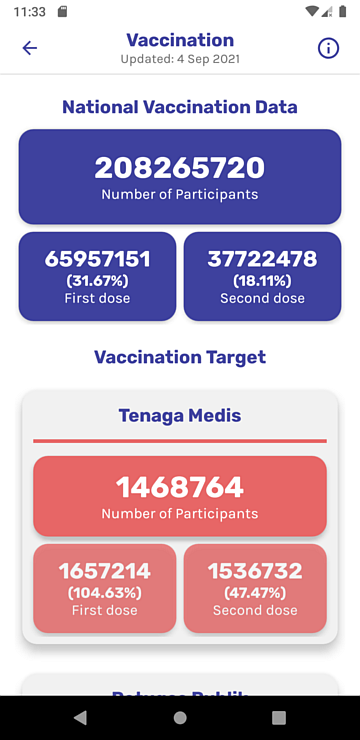 11:33
Vaccination
Updated: 4 Sep 2021
National Vaccination Data
208265720
Number of Participants
65957151
(31.67%)
First dose
37722478
(18.11%)
Second dose
Vaccination Target
Tenaga Medis
1468764
Number of Participants
1657214
(104.63%)
First dose
1536732
(47.47%)
Second dose